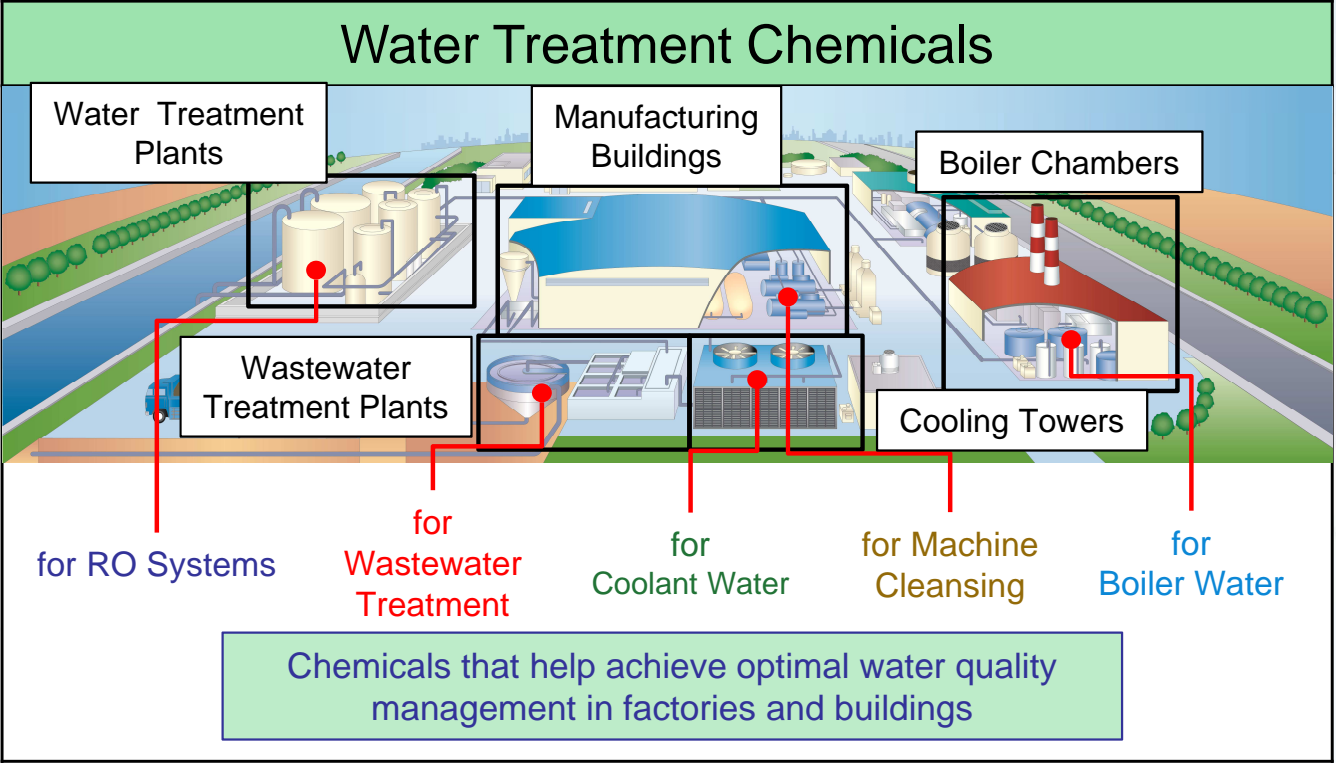 Water Treatment Chemicals
Water Treatment
Plants
Manufacturing
Buildings
Boiler Chambers
Wastewater
Treatment Plants
Cooling Towers
for RO Systems
for
Wastewater
Treatment
for
Coolant Water
for Machine
Cleansing
for
Boiler Water
Chemicals that help achieve optimal water quality
management in factories and buildings